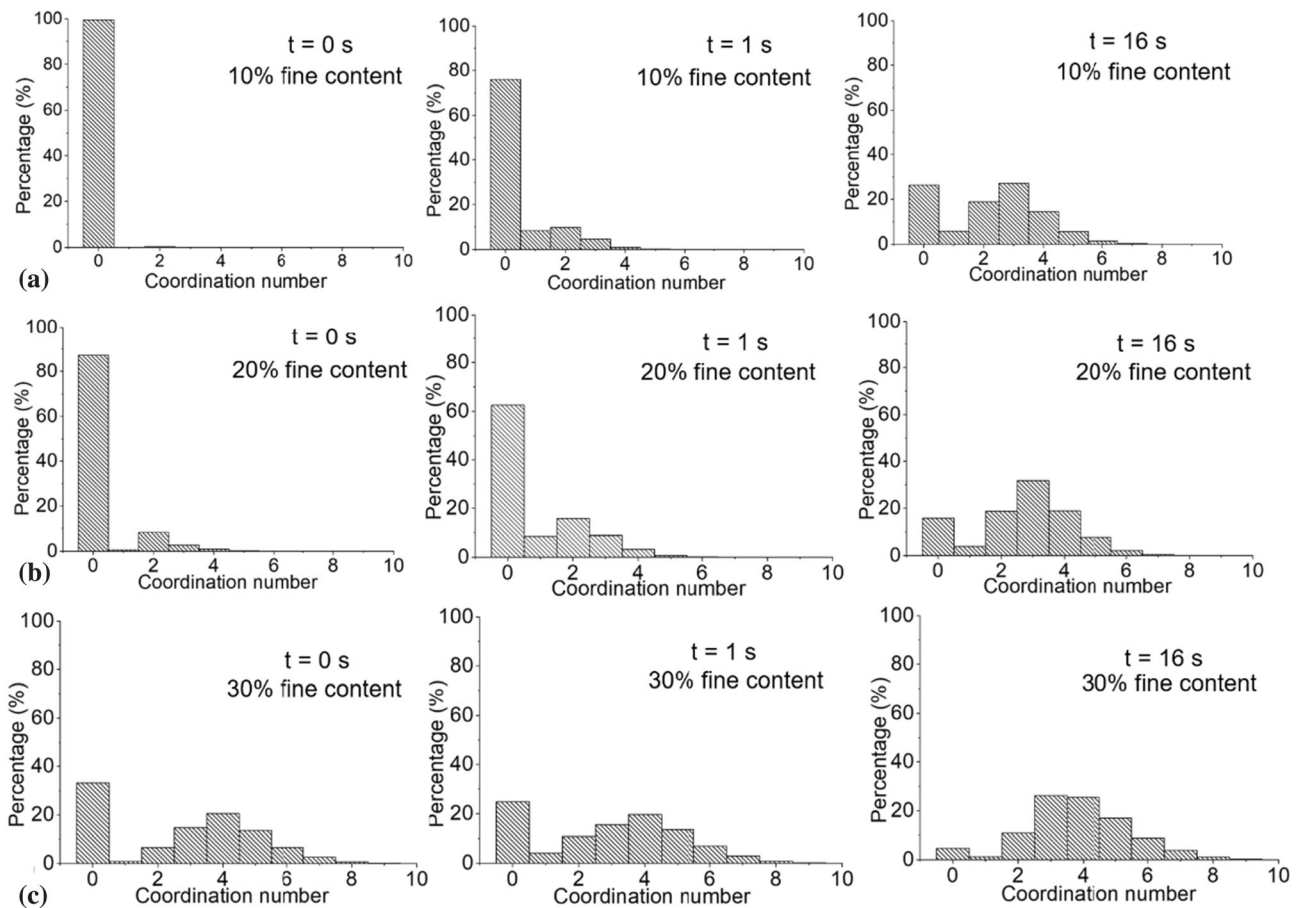 100
80
60
40
20
0
Percentage (%)
t = 0 s
10% fine content
0 2 4 6 8 10
Coordination number
(a)
100
80
60
40
20
0
Percentage (%)
t = 1 s
10% fine content
0 2 4 6 8 10
Coordination number
100
80
60
40
20
0
Percentage (%)
t = 16 s
10% fine content
0 2 4 6 8 10
Coordination number
100
80
60
40
20
0
Percentage (%)
t = 0 s
20% fine content
0 2 4 6 8 10
Coordination number
(b)
100
80
60
40
20
0
Percentage (%)
t = 1 s
20% fine content
0 2 4 6 8 10
Coordination number
100
80
60
40
20
0
Percentage (%)
t = 16 s
20% fine content
0 2 4 6 8 10
Coordination number
100
80
60
40
20
0
Percentage (%)
t = 0 s
30% fine content
0 2 4 6 8 10
Coordination number
(c)
100
80
60
40
20
0
Percentage (%)
t = 1 s
30% fine content
0 2 4 6 8 10
Coordination number
100
80
60
40
20
0
Percentage (%)
t = 16 s
30% fine content
0 2 4 6 8 10
Coordination number